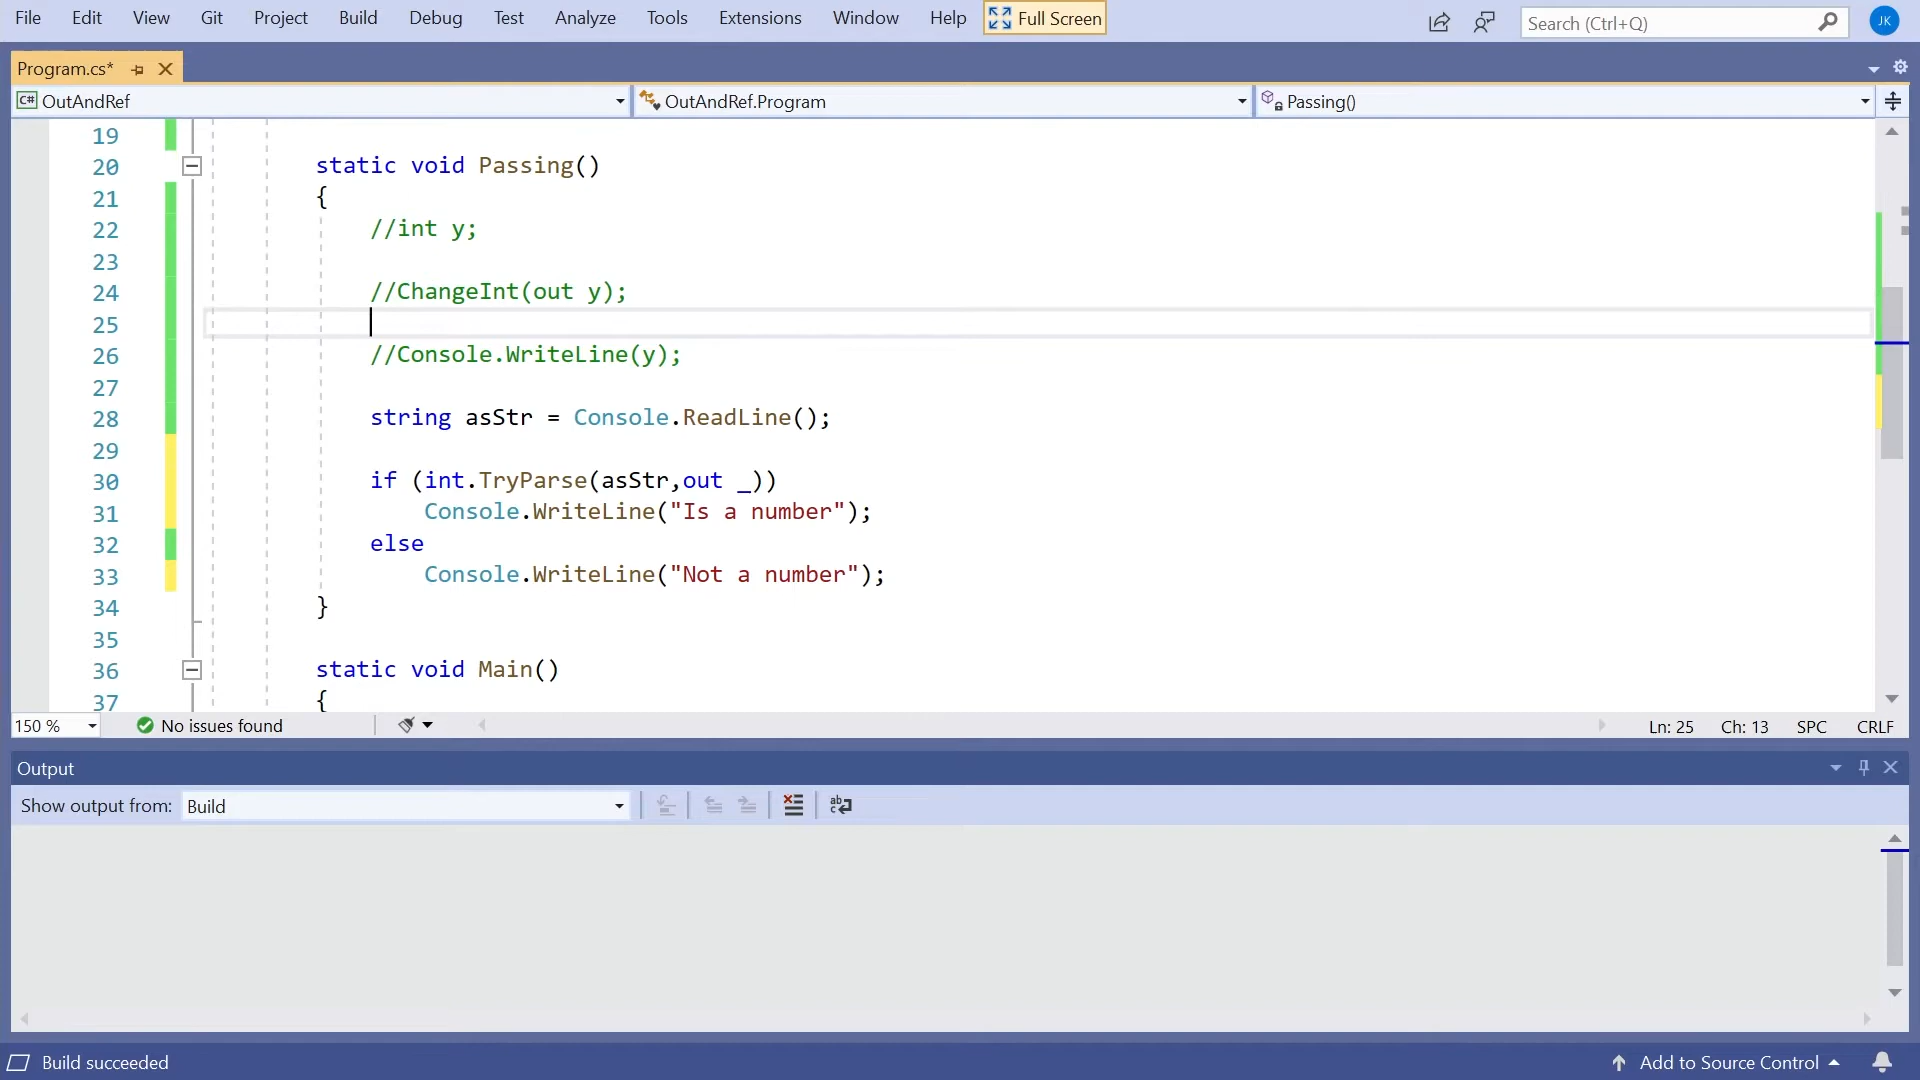 File Edit View Git Project Build Debug Test Analyze Tools Extensions Window Help Full Screen Search (Ctrl+Q) JK
Program.cs*
C# OutAndRef OutAndRef.Program Passing()
19
20 static void Passing()
21 {
22 //int y;
23
24 //ChangeInt(out y);
25
26 //Console.WriteLine(y);
27
28 string asStr = Console.ReadLine();
29
30 if (int.TryParse(asStr,out _))
31 Console.WriteLine("Is a number");
32 else
33 Console.WriteLine("Not a number");
34 }
35
36 static void Main()
37 {
150 % No issues found Ln: 25 Ch: 13 SPC CRLF
Output
Show output from: Build
Build succeeded Add to Source Control